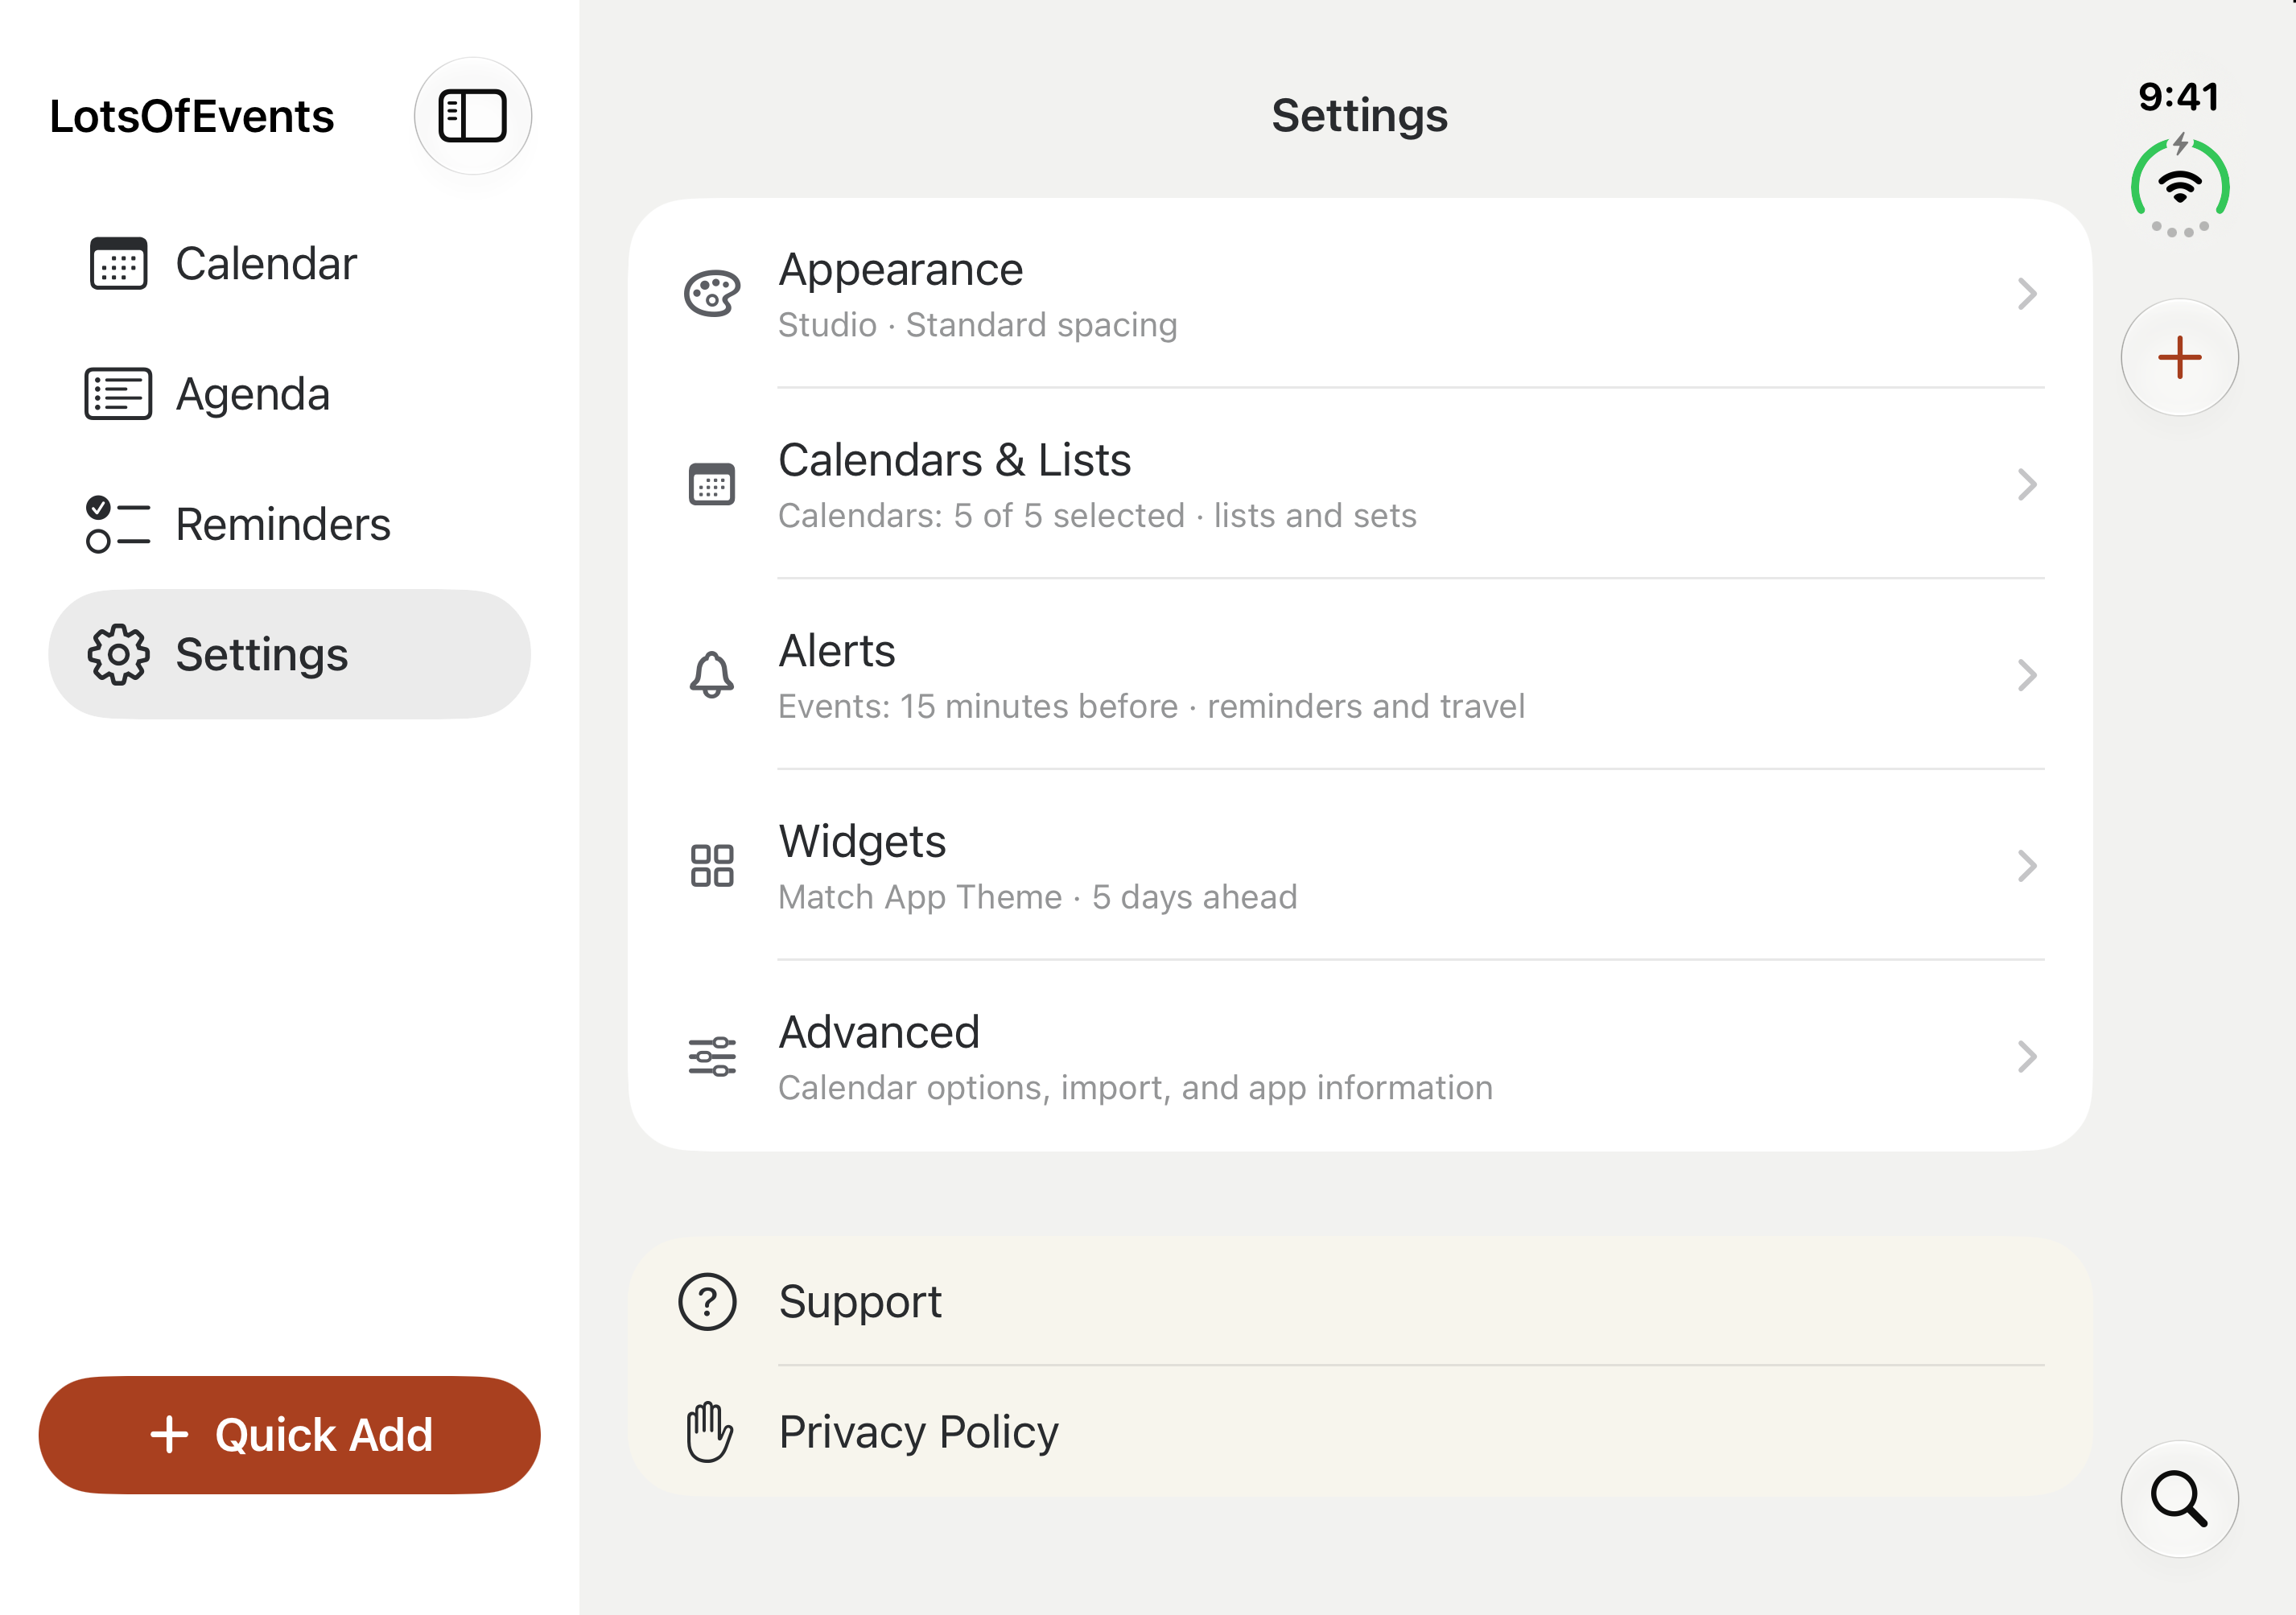 LotsOfEvents
Calendar
Agenda
Reminders
Settings
Quick Add
Settings
Appearance
Studio · Standard spacing
Calendars & Lists
Calendars: 5 of 5 selected · lists and sets
Alerts
Events: 15 minutes before · reminders and travel
Widgets
Match App Theme · 5 days ahead
Advanced
Calendar options, import, and app information
Support
Privacy Policy
9:41